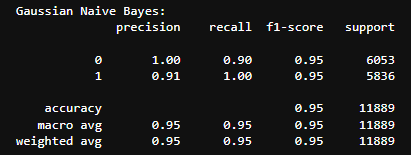 Gaussian Naive Bayes:
precision recall f1-score support
0 1.00 0.90 0.95 6053
1 0.91 1.00 0.95 5836
accuracy 0.95 11889
macro avg 0.95 0.95 0.95 11889
weighted avg 0.95 0.95 0.95 11889